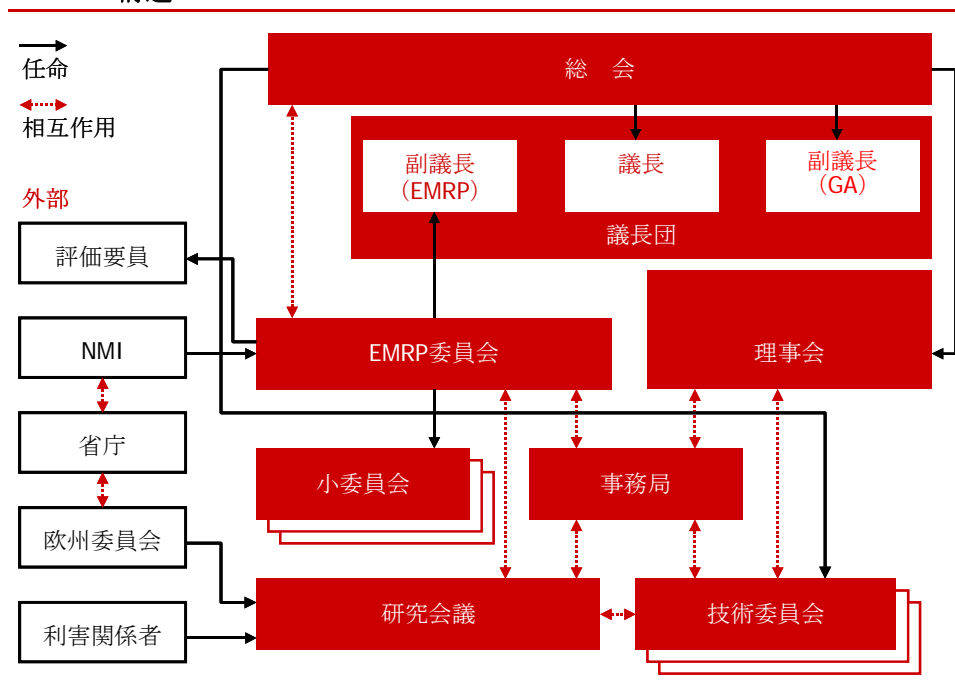 任命
相互作用
外部
総 会
副議長
(EMRP)
議長
副議長
(GA)
議長団
評価要員
NMI
EMRP委員会
理事会
省庁
小委員会
事務局
欧州委員会
研究会議
技術委員会
利害関係者